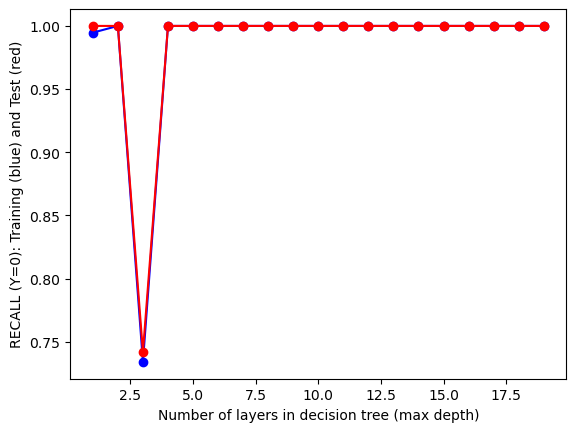 RECALL (Y=0): Training (blue) and Test (red)
1.00
0.95
0.90
0.85
0.80
0.75
2.5 5.0 7.5 10.0 12.5 15.0 17.5
Number of layers in decision tree (max depth)